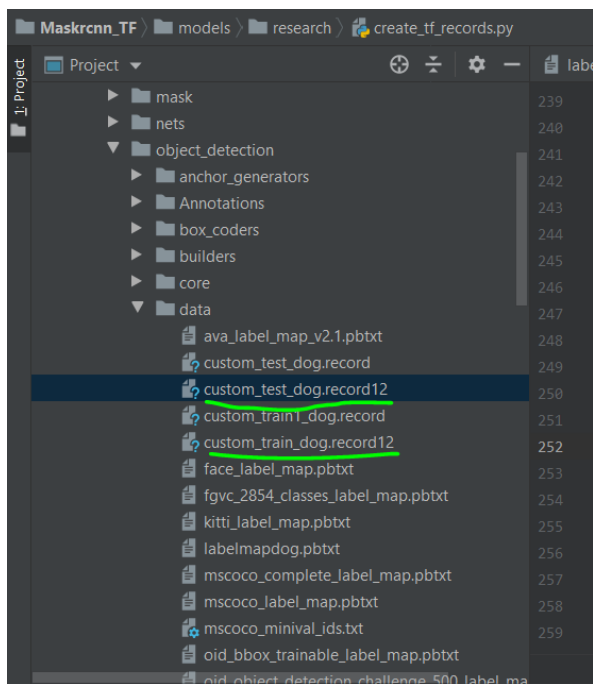 Maskrcnn_TF models research create_tf_records.py
1: Project
Project
labe
mask
nets
object_detection
anchor_generators
Annotations
box_coders
builders
core
data
ava_label_map_v2.1.pbtxt
custom_test_dog.record
custom_test_dog.record12
custom_train1_dog.record
custom_train_dog.record12
face_label_map.pbtxt
fgvc_2854_classes_label_map.pbtxt
kitti_label_map.pbtxt
labelmapdog.pbtxt
mscoco_complete_label_map.pbtxt
mscoco_label_map.pbtxt
mscoco_minival_ids.txt
oid_bbox_trainable_label_map.pbtxt
oid_object_detection_challenge_500_label_ma
239
240
241
242
243
244
245
246
247
248
249
250
251
252
253
254
255
256
257
258
259